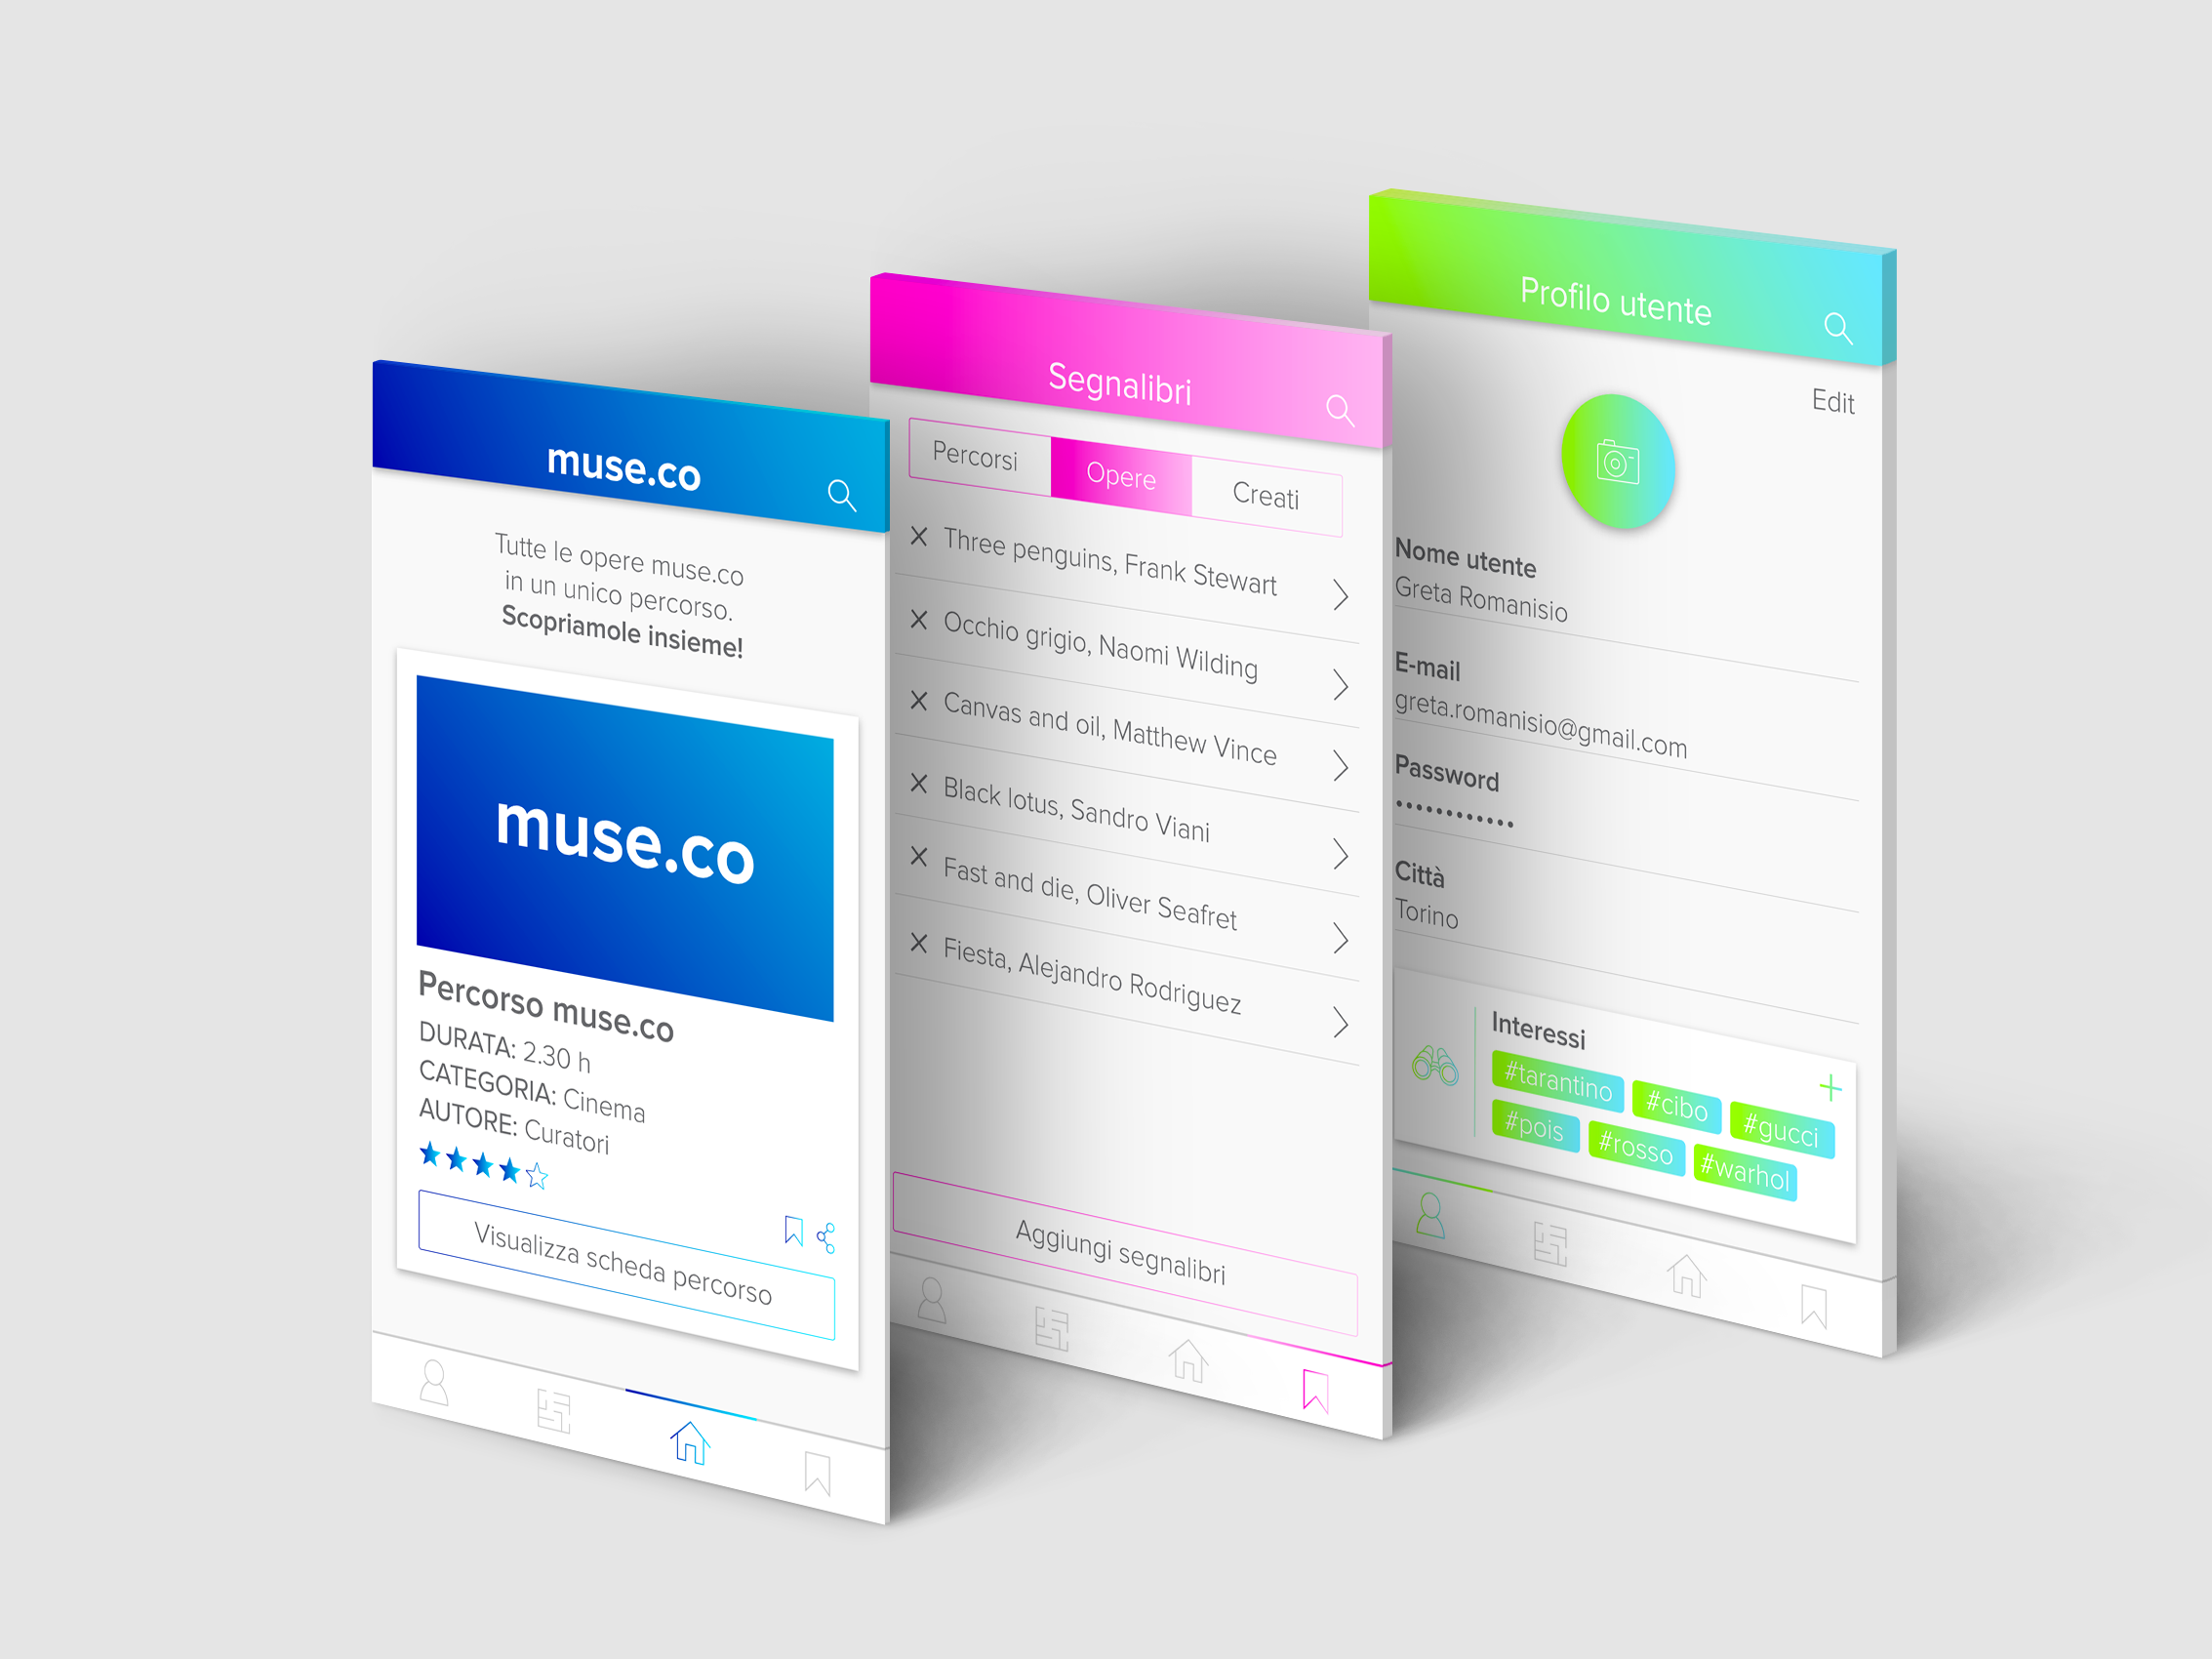 muse.co
Tutte le opere muse.co
in un unico percorso.
Scopriamole insieme!
muse.co
Percorso muse.co
DURATA: 2.30 h
CATEGORIA: Cinema
AUTORE: Curatori
Visualizza scheda percorso
Segnalibri
Percorsi
Opere
Creati
Three penguins, Frank Stewart
Occhio grigio, Naomi Wilding
Canvas and oil, Matthew Vince
Black lotus, Sandro Viani
Fast and die, Oliver Seafret
Fiesta, Alejandro Rodriguez
Aggiungi segnalibri
Profilo utente
Edit
Nome utente
Greta Romanisio
E-mail
greta.romanisio@gmail.com
Password
••••••••••••
Città
Torino
Interessi
#tarantino #cibo #gucci
#pois #rosso #warhol